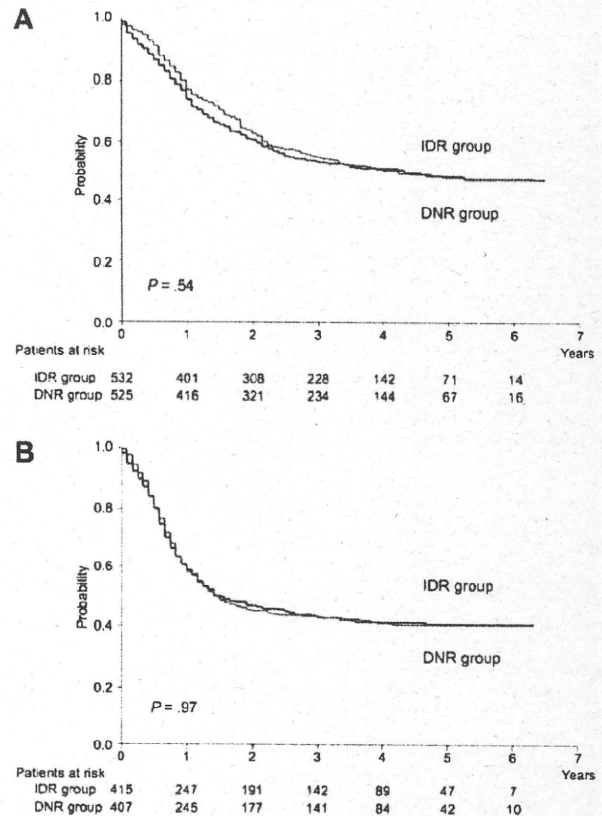 A
1.0
0.8
0.6
0.4
0.2
0.0
Probability
IDR group
DNR group
P = .54
0 1 2 3 4 5 6 7
Years
Patients at risk
IDR group 532 401 308 228 142 71 14
DNR group 525 416 321 234 144 67 16
B
1.0
0.8
0.6
0.4
0.2
0.0
Probability
IDR group
DNR group
P = .97
0 1 2 3 4 5 6 7
Years
Patients at risk
IDR group 415 247 191 142 89 47 7
DNR group 407 245 177 141 84 42 10